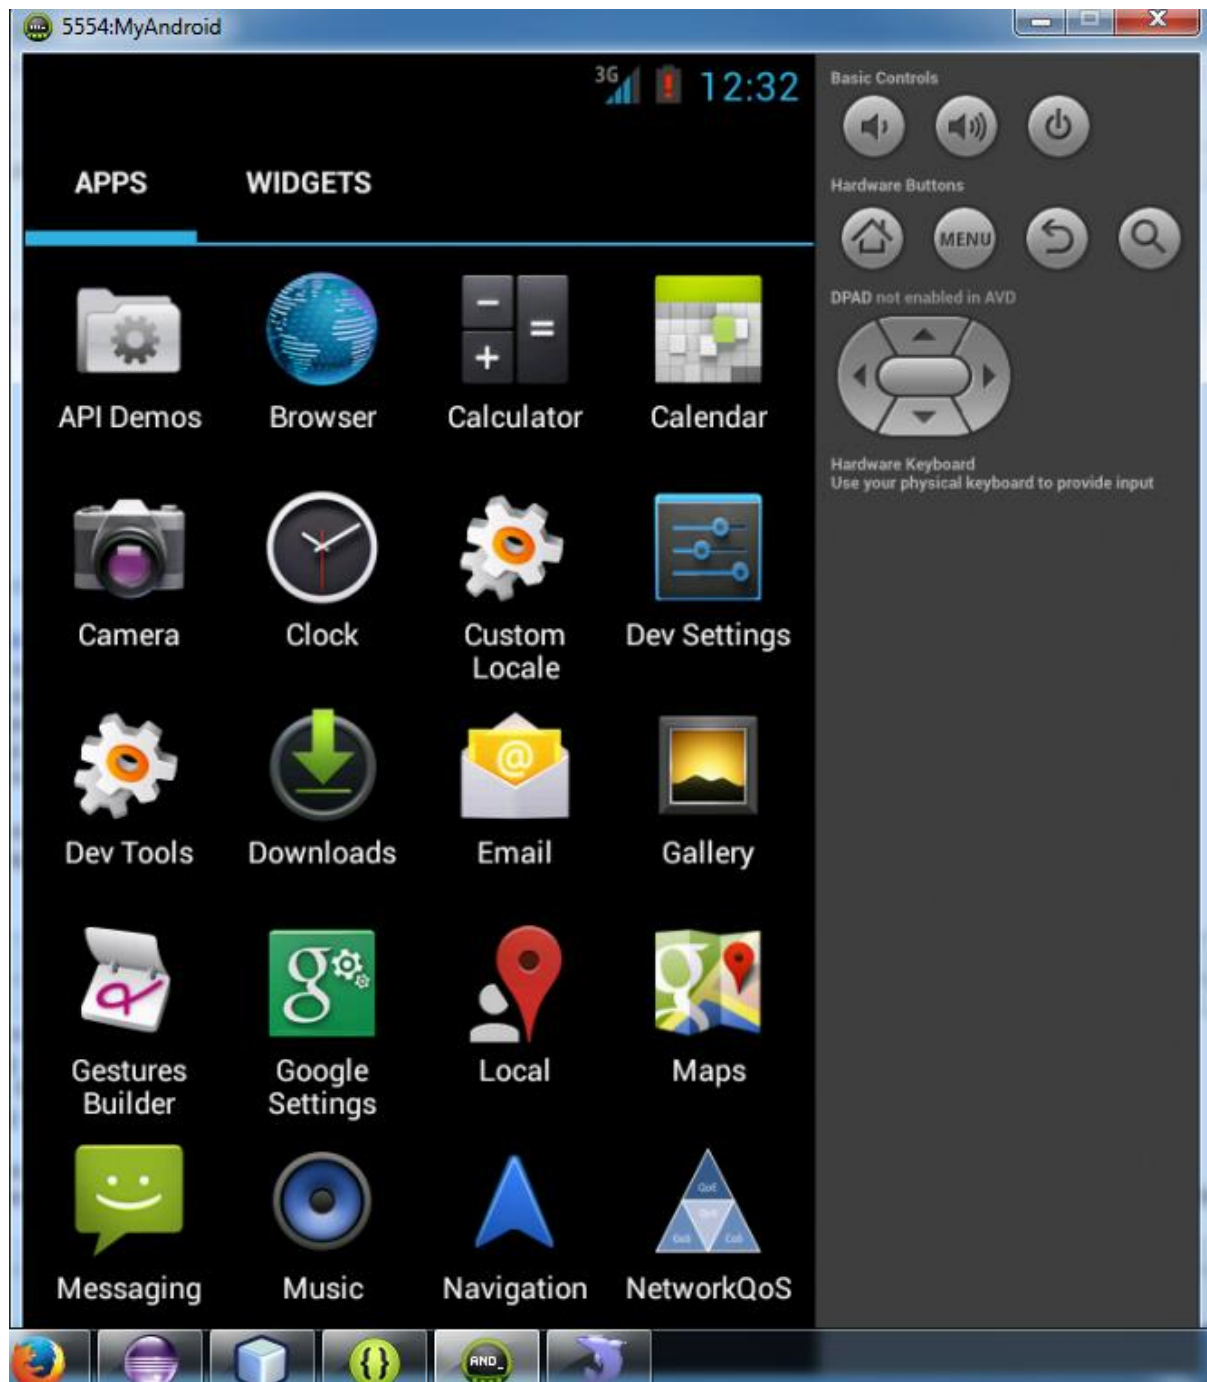 5554:MyAndroid
3G
12:32
APPS WIDGETS
API Demos Browser Calculator Calendar
Camera Clock Custom Locale Dev Settings
Dev Tools Downloads Email Gallery
Gestures Builder Google Settings Local Maps
Messaging Music Navigation NetworkQoS
QoE
Basic Controls
Hardware Buttons
MENU
DPAD not enabled in AVD
Hardware Keyboard
Use your physical keyboard to provide input
AND_